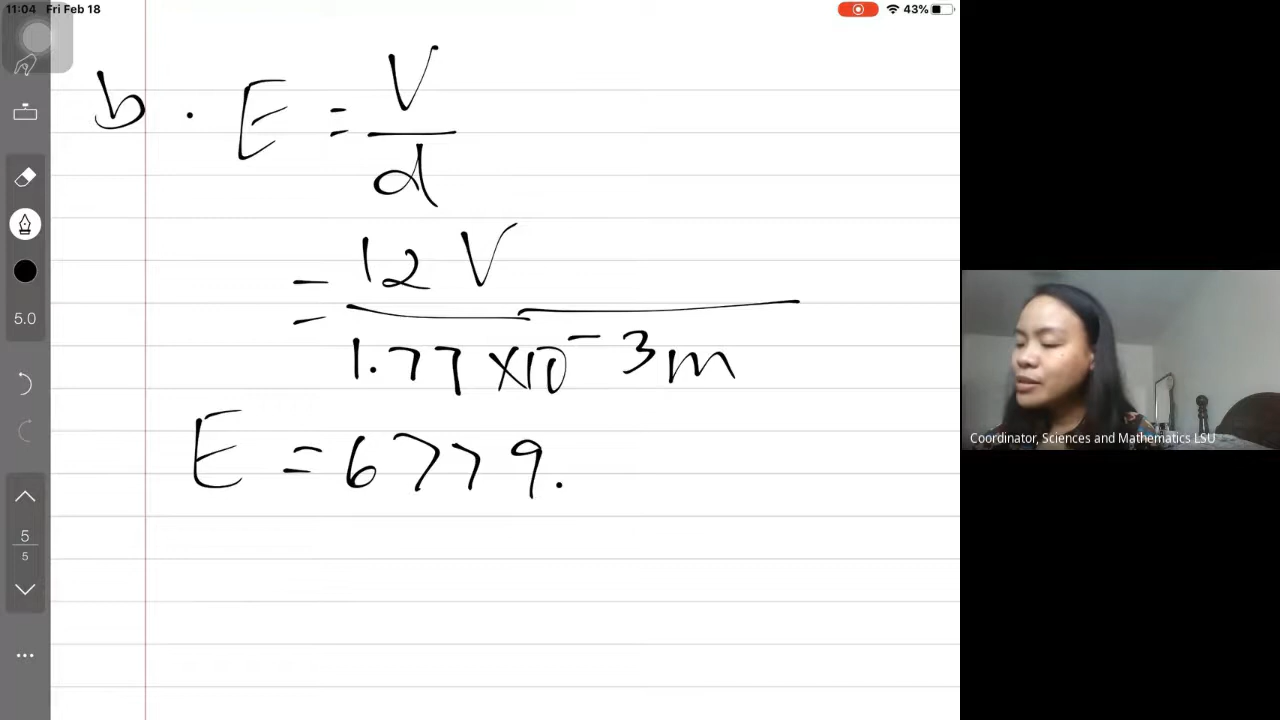 11:04 Fri Feb 18
43%
b. E = V
d
= 12 V
1.77 ×10⁻³ m
E = 6779.
5.0
5
5
Coordinator, Sciences and Mathematics LSU